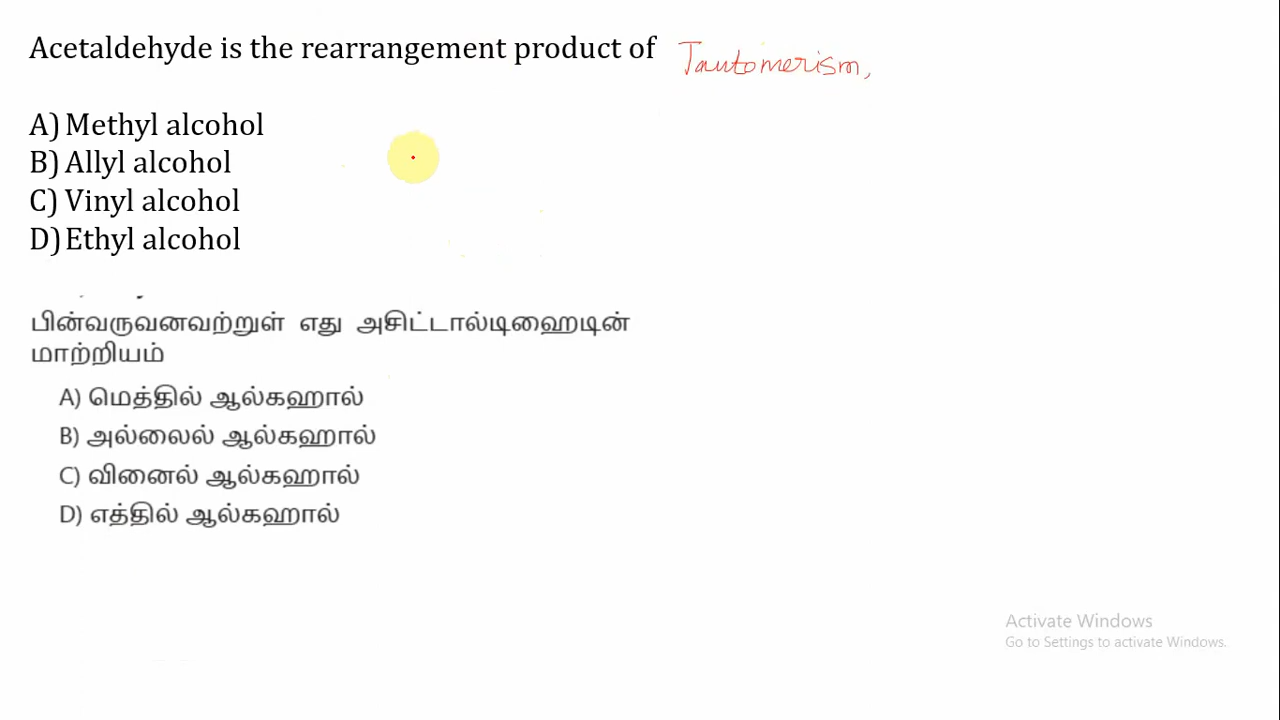 Acetaldehyde is the rearrangement product of Tautomerism,
A) Methyl alcohol
B) Allyl alcohol
C) Vinyl alcohol
D) Ethyl alcohol
பின்வருவனவற்றுள் எது அசிட்டால்டிஹைடின்
மாற்றியம்
A) மெத்தில் ஆல்கஹால்
B) அல்லைல் ஆல்கஹால்
C) வினைல் ஆல்கஹால்
D) எத்தில் ஆல்கஹால்
Activate Windows
Go to Settings to activate Windows.